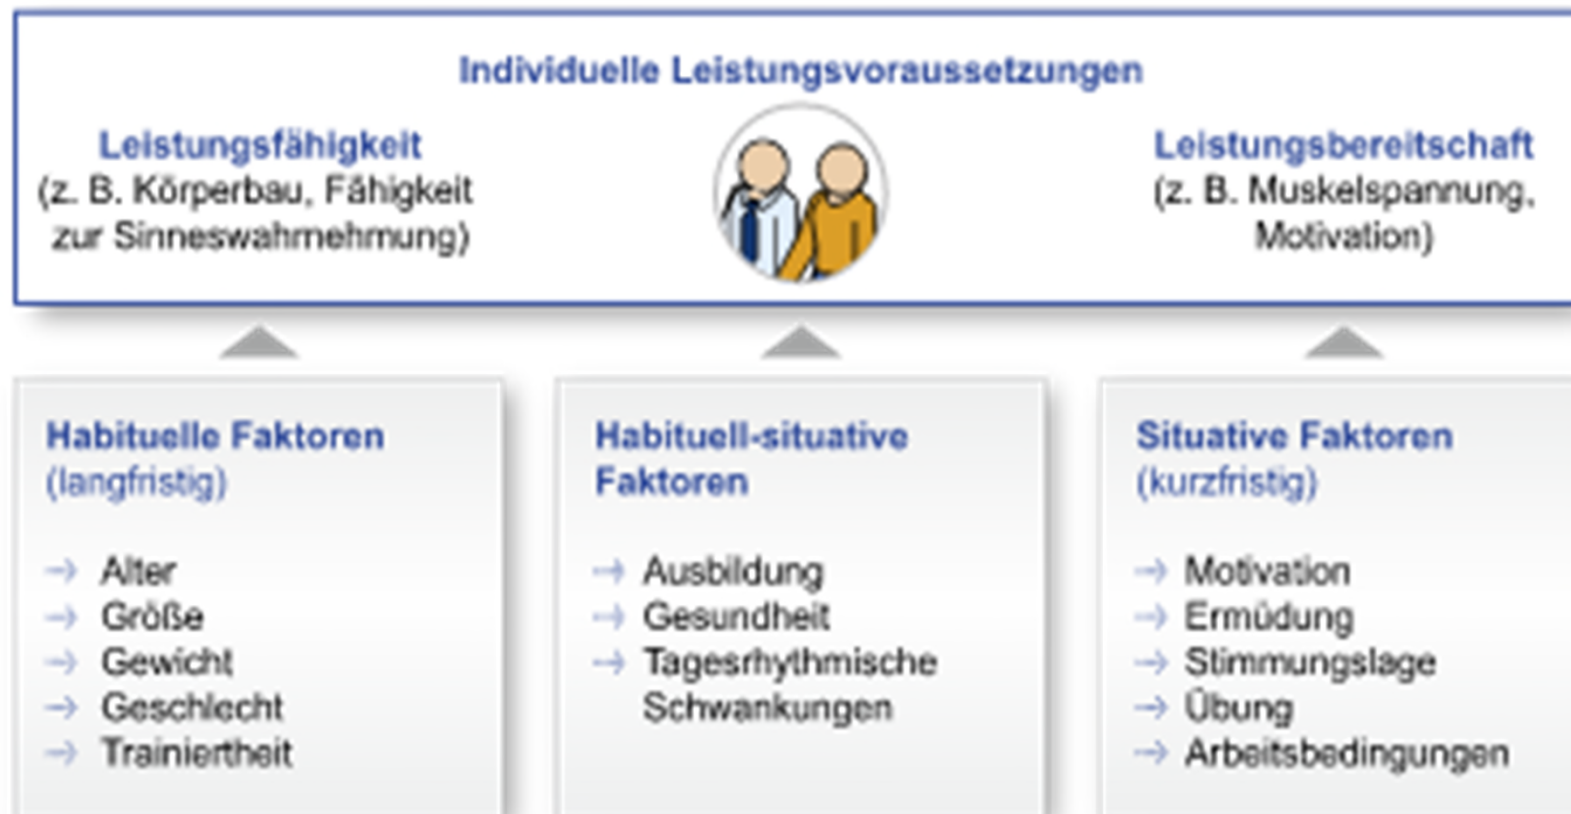 Individuelle Leistungsvoraussetzungen
Leistungsfähigkeit
(z. B. Körperbau, Fähigkeit
zur Sinneswahrnehmung)
Leistungsbereitschaft
(z. B. Muskelspannung,
Motivation)
Habituelle Faktoren
(langfristig)
→ Alter
→ Größe
→ Gewicht
→ Geschlecht
→ Trainiertheit
Habituell-situative
Faktoren
→ Ausbildung
→ Gesundheit
→ Tagesrhythmische
Schwankungen
Situative Faktoren
(kurzfristig)
→ Motivation
→ Ermüdung
→ Stimmungslage
→ Übung
→ Arbeitsbedingungen